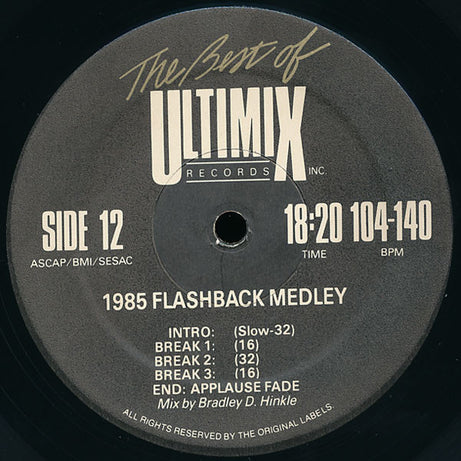 The Best of
ULTIMIX
RECORDS INC.
SIDE 12
ASCAP/BMI/SESAC
18:20 104-140
TIME BPM
1985 FLASHBACK MEDLEY
INTRO: (Slow-32)
BREAK 1: (16)
BREAK 2: (32)
BREAK 3: (16)
END: APPLAUSE FADE
Mix by Bradley D. Hinkle
ALL RIGHTS RESERVED BY THE ORIGINAL LABELS.